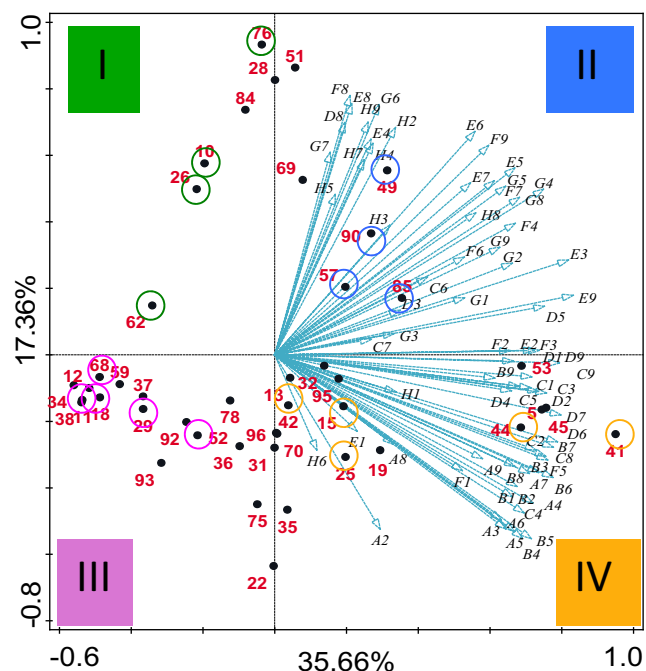 1.0
I
II
76
51
28
84
10
26
69
62
F8
E8
G6
D8
H9
H2
E4
G7
H7
H4
H5
49
E6
F9
E7
E5
G5
F7
G4
G8
H3
90
H8
F4
G9
F6
G2
E3
57
85
C6
D3
G1
E9
D5
C7
G3
17.36%
F2
E2
F3
D1
D9
53
B9
C9
C1
C3
D4
H1
C5
D2
5
D7
45
12
68
59
34
38
11
18
37
29
78
92
52
36
96
31
93
13
32
42
95
15
70
E1
25
19
A8
H6
44
C2
D6
B7
C8
41
A9
B3
F5
B8
A7
B6
F1
B1
B2
A4
C4
A6
A3
A5
B5
B4
A2
75
35
22
III
IV
-0.8
-0.6
35.66%
1.0